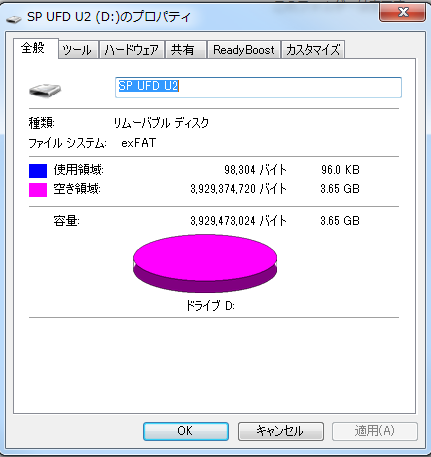 SP UFD U2 (D:)のプロパティ
全般 ツール ハードウェア 共有 ReadyBoost カスタマイズ
SP UFD U2
種類: リムーバブル ディスク
ファイル システム: exFAT
使用領域: 98,304 バイト 96.0 KB
空き領域: 3,929,374,720 バイト 3.65 GB
容量: 3,929,473,024 バイト 3.65 GB
ドライブ D:
OK キャンセル 適用(A)